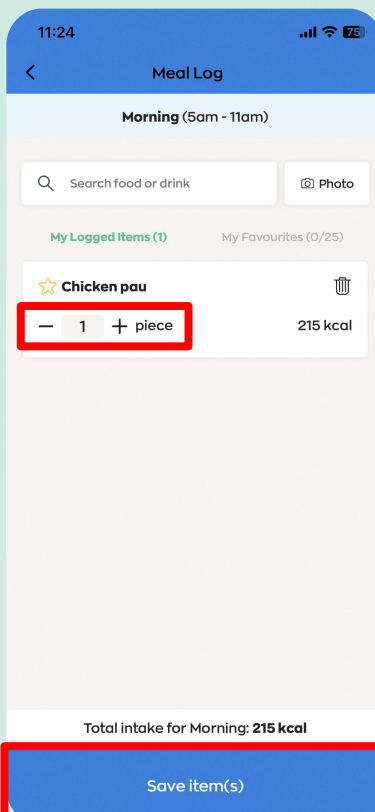 11:24 75
Meal Log
Morning (5am - 11am)
Search food or drink Photo
My Logged Items (1) My Favourites (0/25)
Chicken pau
1 piece 215 kcal
Total intake for Morning: 215 kcal
Save item(s)